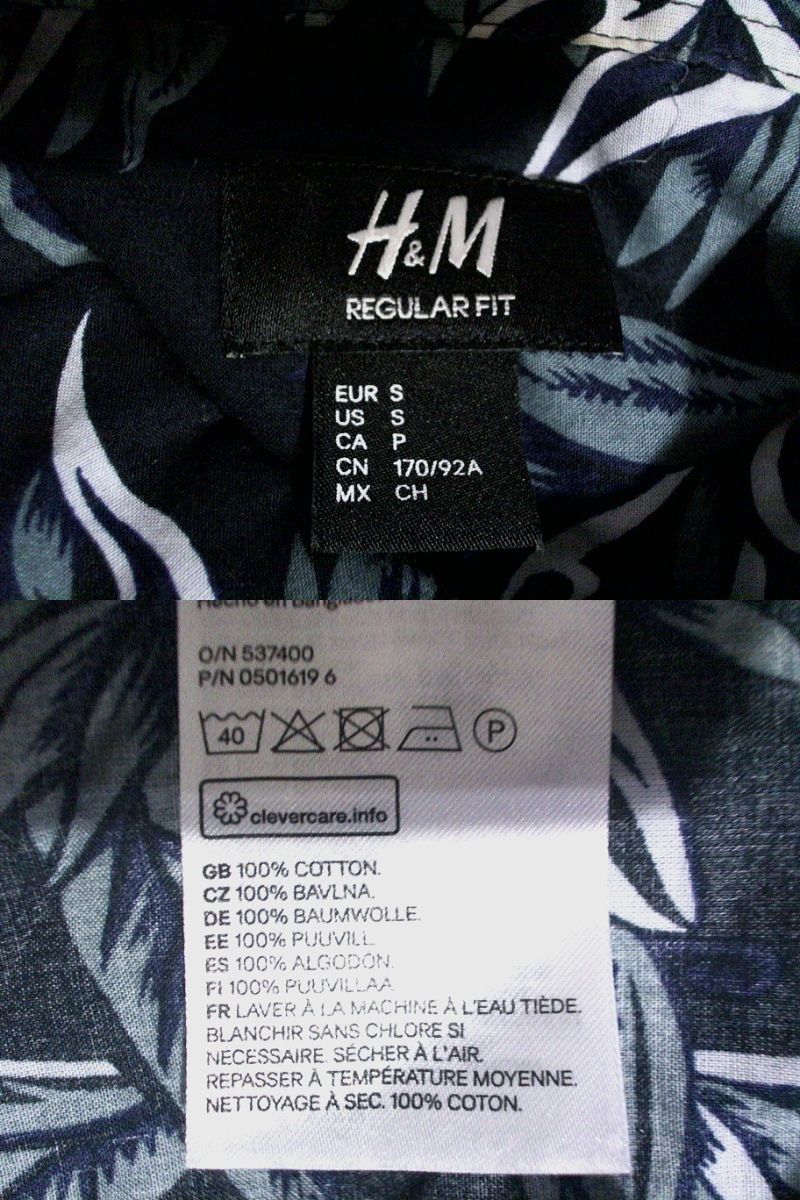 H&M
REGULAR FIT
EUR S
US S
CA P
CN 170/92A
MX CH
Hecho en
O/N 537400
P/N 0501619 6
40
P
clevercare.info
GB 100% COTTON.
CZ 100% BAVLNA.
DE 100% BAUMWOLLE.
EE 100% PUUVILL.
ES 100% ALGODON.
FI 100% PUUVILLAA
FR LAVER À LA MACHINE À L'EAU TIÈDE.
BLANCHIR SANS CHLORE SI
NECESSAIRE. SÉCHER À L'AIR.
REPASSER À TEMPÉRATURE MOYENNE.
NETTOYAGE À SEC. 100% COTON.